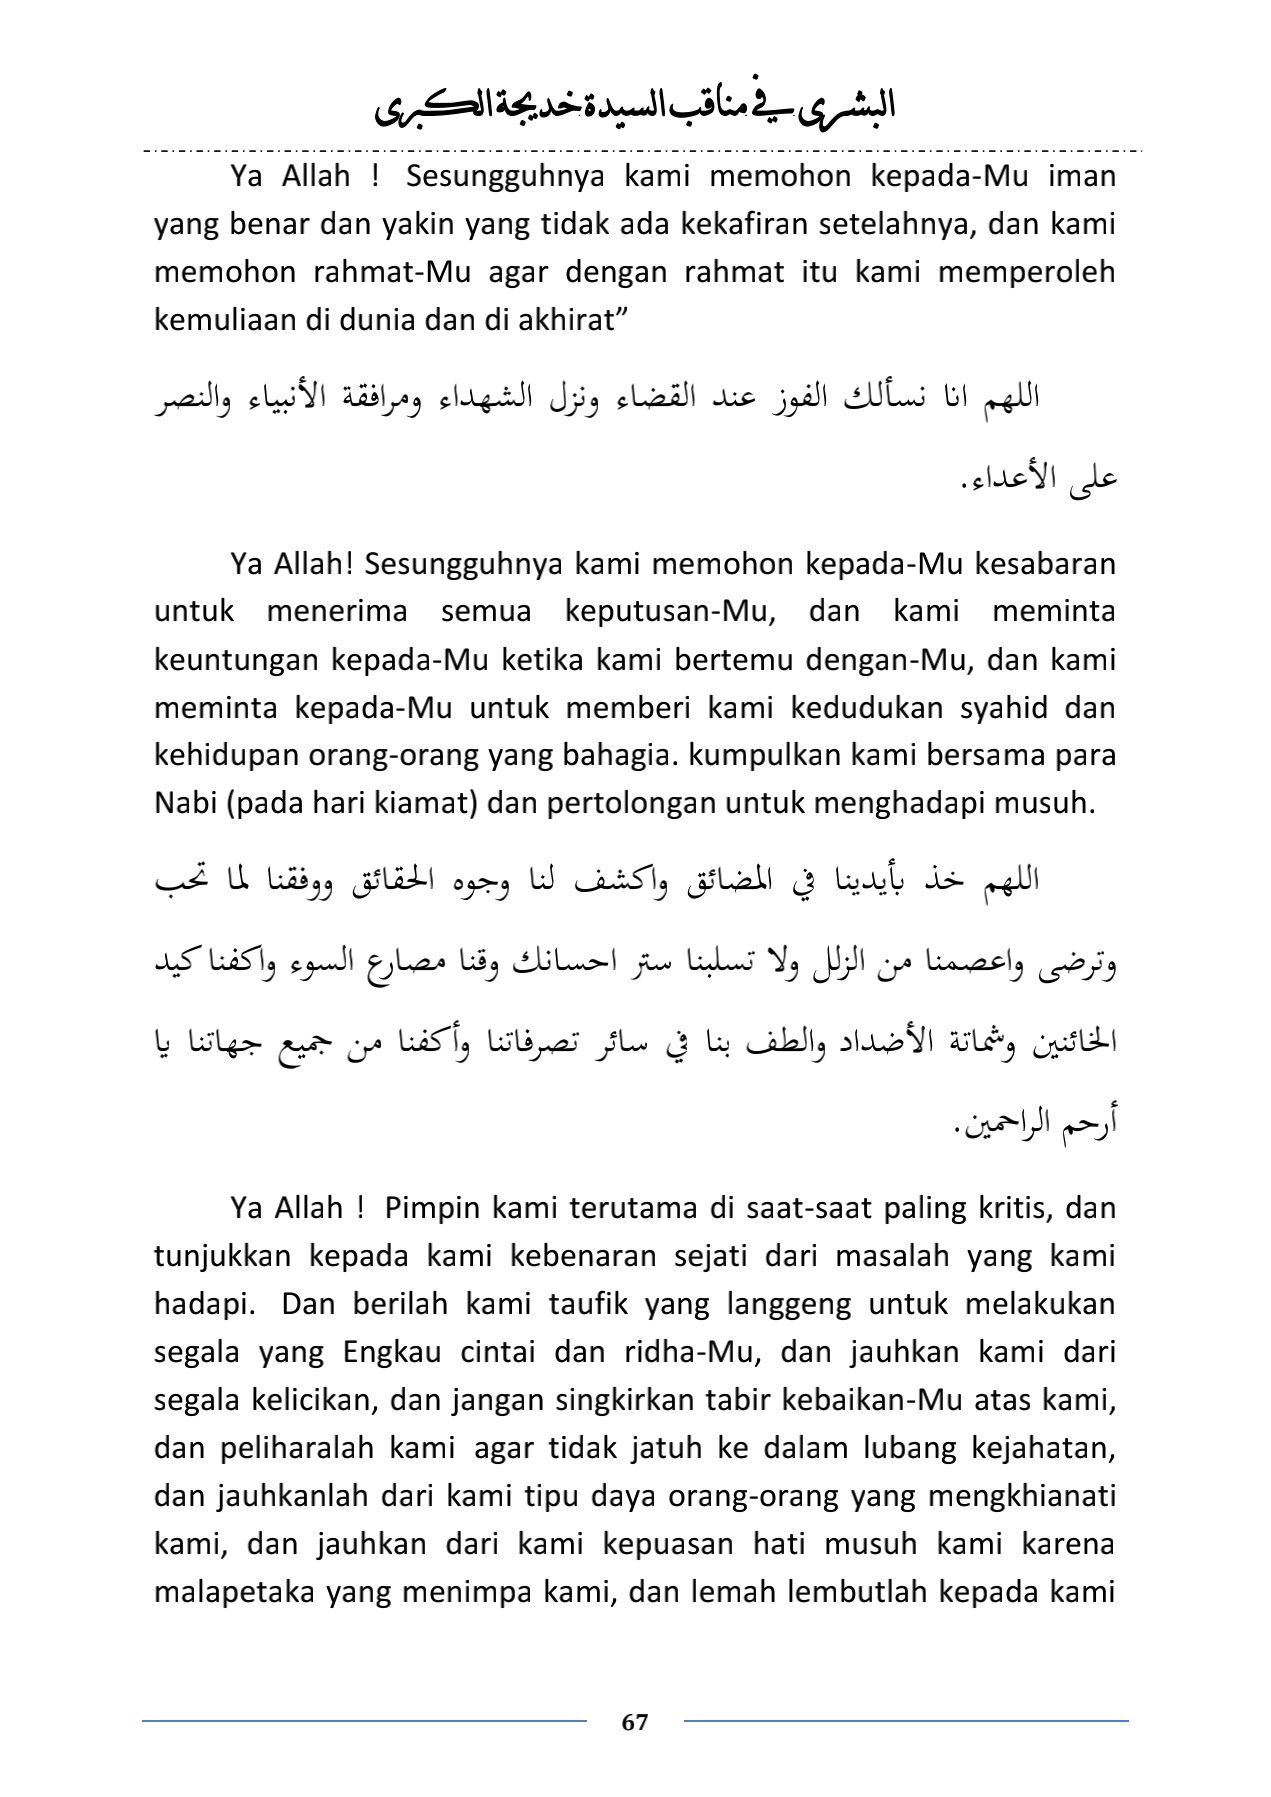 البشرى في مناقب السيدة خديجة الكبرى
Ya Allah ! Sesungguhnya kami memohon kepada-Mu iman
yang benar dan yakin yang tidak ada kekafiran setelahnya, dan kami
memohon rahmat-Mu agar dengan rahmat itu kami memperoleh
kemuliaan di dunia dan di akhirat”
اللهم انا نسألك الفوز عند القضاء ونزل الشهداء ومرافقة الأنبياء والنصر
على الأعداء.
Ya Allah! Sesungguhnya kami memohon kepada-Mu kesabaran
untuk menerima semua keputusan-Mu, dan kami meminta
keuntungan kepada-Mu ketika kami bertemu dengan-Mu, dan kami
meminta kepada-Mu untuk memberi kami kedudukan syahid dan
kehidupan orang-orang yang bahagia. kumpulkan kami bersama para
Nabi (pada hari kiamat) dan pertolongan untuk menghadapi musuh.
اللهم خذ بأيدينا في المضائق واكشف لنا وجوه الحقائق ووفقنا لما تحب
وترضى واعصمنا من الزلل ولا تسلبنا ستر احسانك وقنا مصارع السوء واكفنا كيد
الخائنين وشماتة الأضداد والطف بنا في سائر تصرفاتنا وأكفنا من جميع جهاتنا يا
أرحم الراحمين.
Ya Allah ! Pimpin kami terutama di saat-saat paling kritis, dan
tunjukkan kepada kami kebenaran sejati dari masalah yang kami
hadapi. Dan berilah kami taufik yang langgeng untuk melakukan
segala yang Engkau cintai dan ridha-Mu, dan jauhkan kami dari
segala kelicikan, dan jangan singkirkan tabir kebaikan-Mu atas kami,
dan peliharalah kami agar tidak jatuh ke dalam lubang kejahatan,
dan jauhkanlah dari kami tipu daya orang-orang yang mengkhianati
kami, dan jauhkan dari kami kepuasan hati musuh kami karena
malapetaka yang menimpa kami, dan lemah lembutlah kepada kami
67